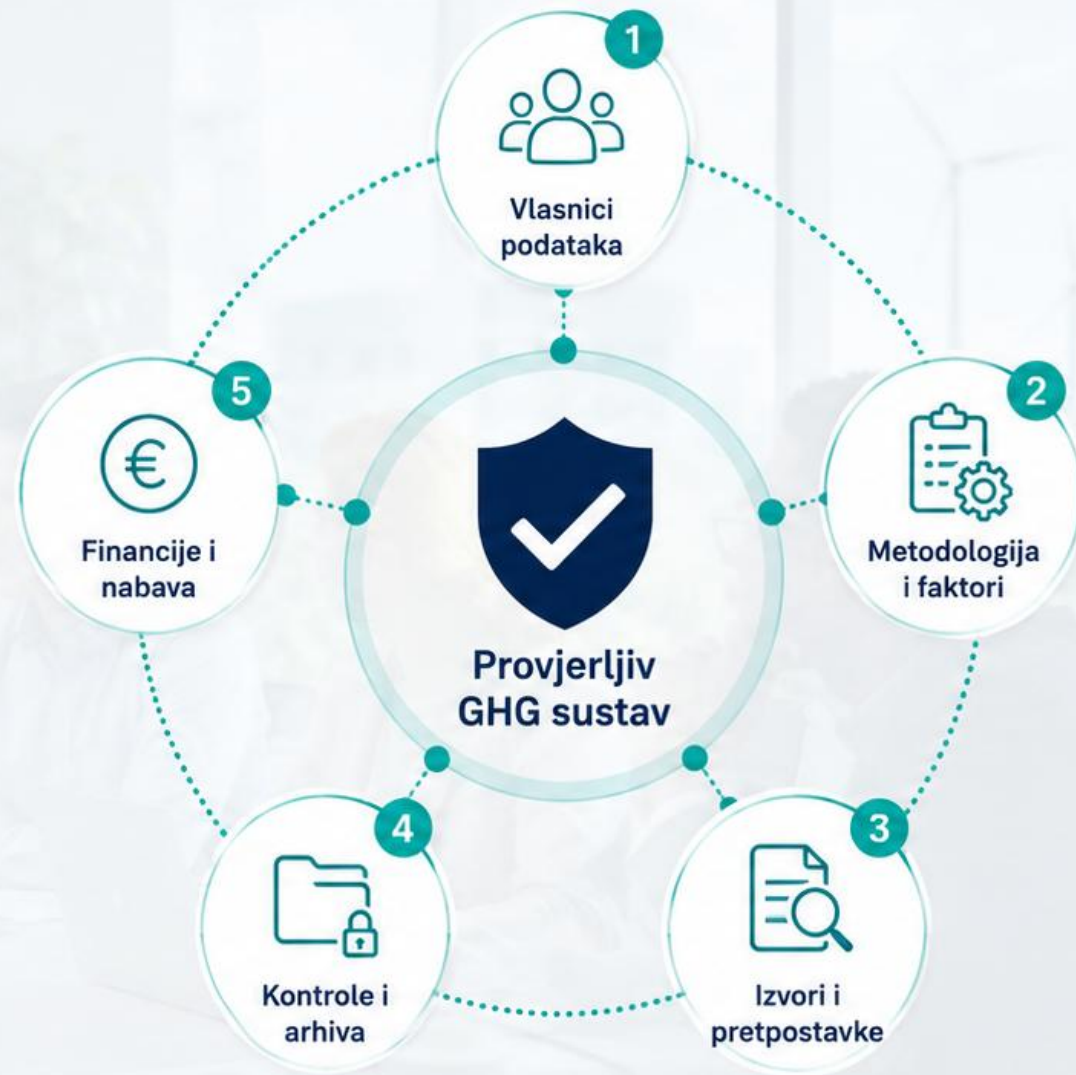 1
Vlasnici
podataka
2
Metodologija
i faktori
3
Izvori i
pretpostavke
4
Kontrole i
arhiva
5
€
Financije i
nabava
Provjerljiv
GHG sustav